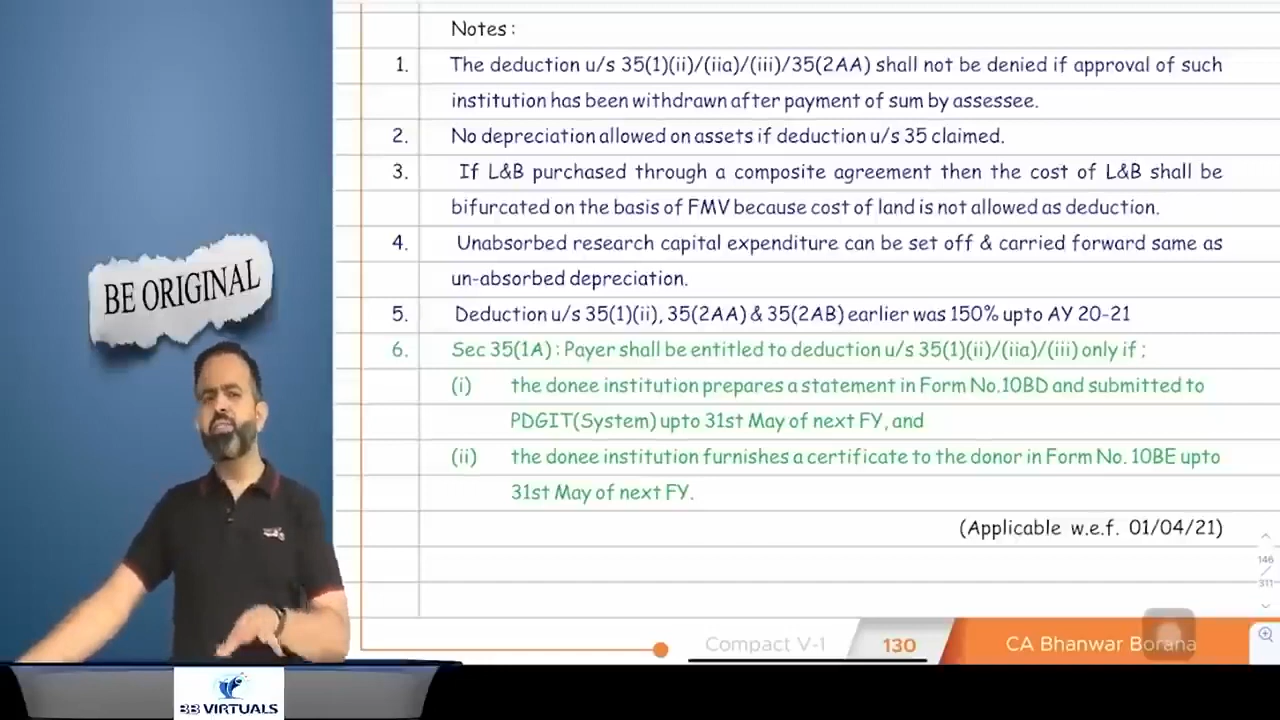 Notes :
1. The deduction u/s 35(1)(ii)/(iia)/(iii)/35(2AA) shall not be denied if approval of such
institution has been withdrawn after payment of sum by assessee.
2. No depreciation allowed on assets if deduction u/s 35 claimed.
3. If L&B purchased through a composite agreement then the cost of L&B shall be
bifurcated on the basis of FMV because cost of land is not allowed as deduction.
4. Unabsorbed research capital expenditure can be set off & carried forward same as
un-absorbed depreciation.
5. Deduction u/s 35(1)(ii), 35(2AA) & 35(2AB) earlier was 150% upto AY 20-21
6. Sec 35(1A) : Payer shall be entitled to deduction u/s 35(1)(ii)/(iia)/(iii) only if ;
(i) the donee institution prepares a statement in Form No.10BD and submitted to
PDGIT(System) upto 31st May of next FY, and
(ii) the donee institution furnishes a certificate to the donor in Form No. 10BE upto
31st May of next FY.
(Applicable w.e.f. 01/04/21)
BE ORIGINAL
146
/
311
Compact V-1 130 CA Bhanwar Borana
BB VIRTUALS